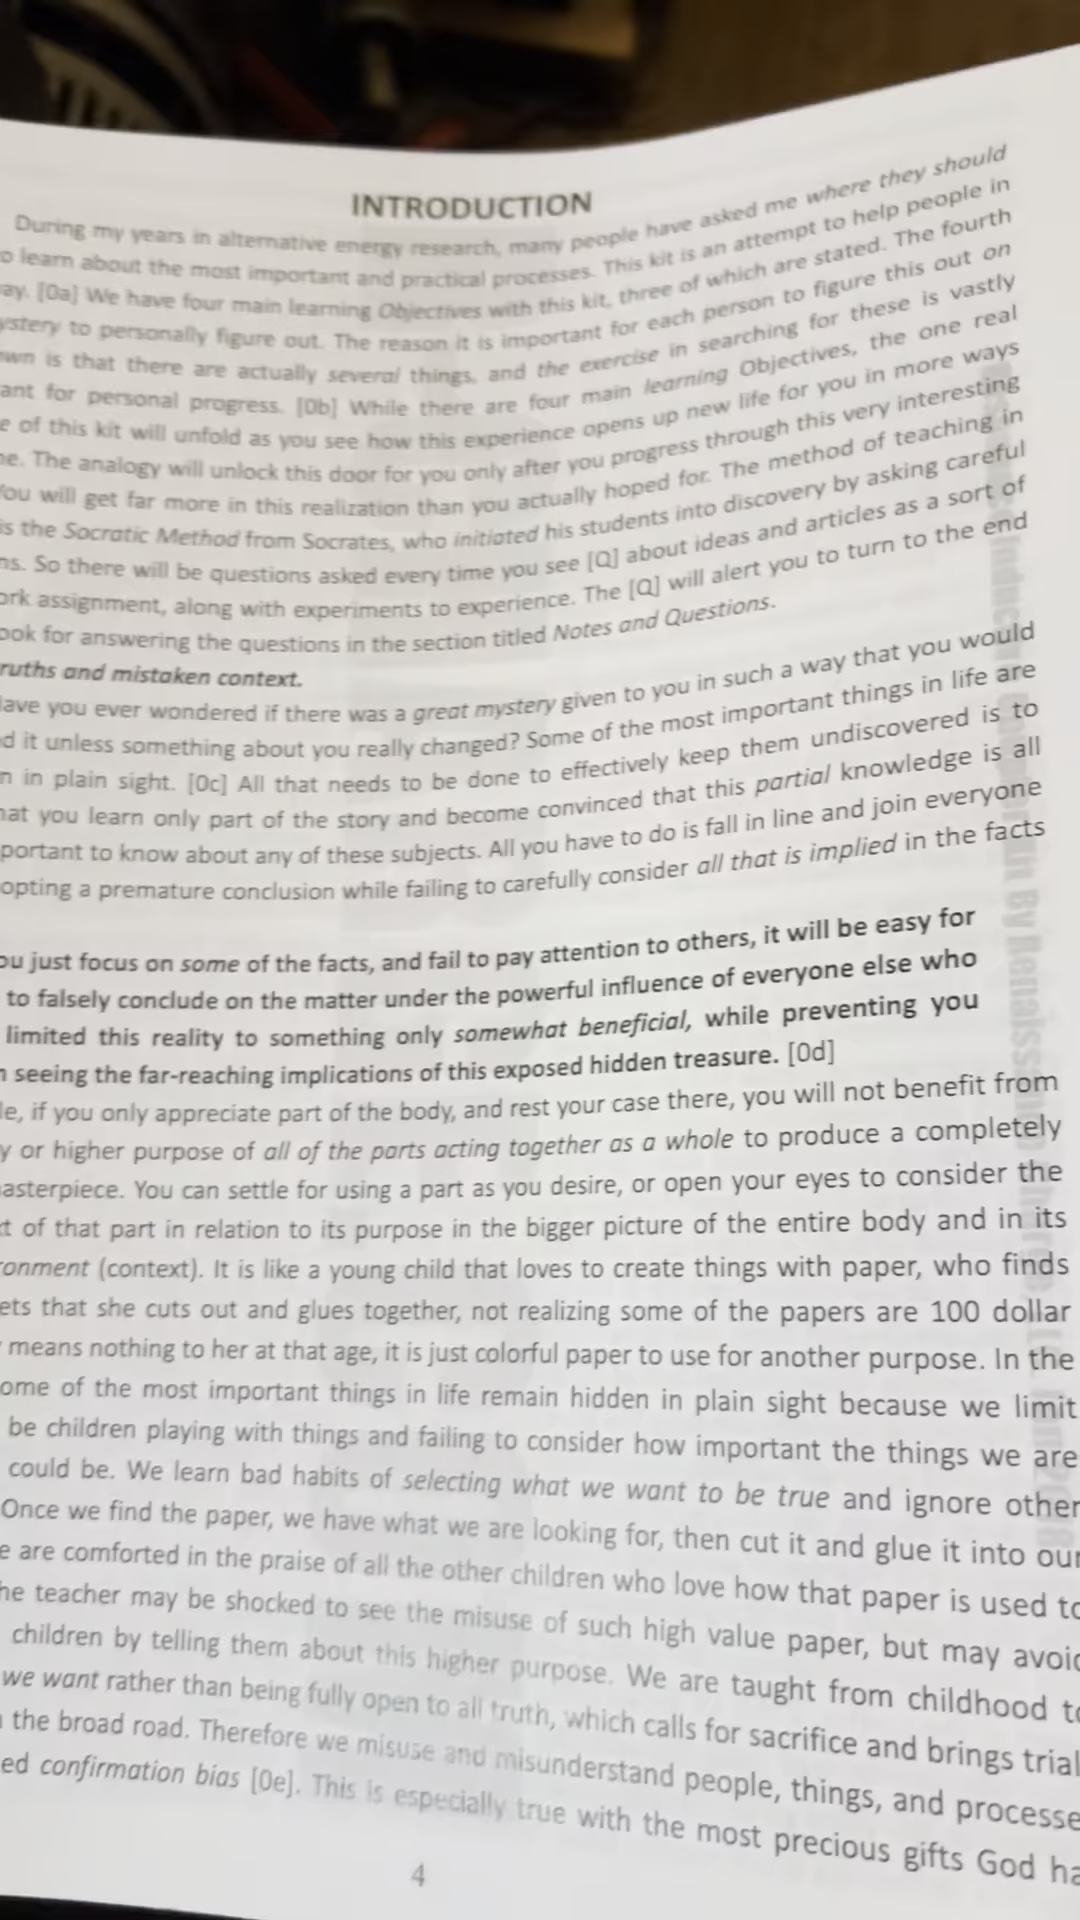 INTRODUCTION
During my years in alternative energy research, many people have asked me where they should
learn about the most important and practical processes. This kit is an attempt to help people in
[0a] We have four main learning Objectives with this kit, three of which are stated. The fourth
to personally figure out. The reason it is important for each person to figure this out on
is that there are actually several things, and the exercise in searching for these is vastly
for personal progress. [0b] While there are four main learning Objectives, the one real
of this kit will unfold as you see how this experience opens up new life for you in more ways
The analogy will unlock this door for you only after you progress through this very interesting
You will get far more in this realization than you actually hoped for. The method of teaching in
is the Socratic Method from Socrates, who initiated his students into discovery by asking careful
So there will be questions asked every time you see [Q] about ideas and articles as a sort of
assignment, along with experiments to experience. The [Q] will alert you to turn to the end
for answering the questions in the section titled Notes and Questions.
and mistaken context.
you ever wondered if there was a great mystery given to you in such a way that you would
it unless something about you really changed? Some of the most important things in life are
in plain sight. [0c] All that needs to be done to effectively keep them undiscovered is to
you learn only part of the story and become convinced that this partial knowledge is all
to know about any of these subjects. All you have to do is fall in line and join everyone
a premature conclusion while failing to carefully consider all that is implied in the facts
just focus on some of the facts, and fail to pay attention to others, it will be easy for
to falsely conclude on the matter under the powerful influence of everyone else who
limited this reality to something only somewhat beneficial, while preventing you
seeing the far-reaching implications of this exposed hidden treasure. [0d]
if you only appreciate part of the body, and rest your case there, you will not benefit from
or higher purpose of all of the parts acting together as a whole to produce a completely
You can settle for using a part as you desire, or open your eyes to consider the
of that part in relation to its purpose in the bigger picture of the entire body and in its
(context). It is like a young child that loves to create things with paper, who finds
that she cuts out and glues together, not realizing some of the papers are 100 dollar
means nothing to her at that age, it is just colorful paper to use for another purpose. In the
of the most important things in life remain hidden in plain sight because we limit
be children playing with things and failing to consider how important the things we are
could be. We learn bad habits of selecting what we want to be true and ignore other
Once we find the paper, we have what we are looking for, then cut it and glue it into
are comforted in the praise of all the other children who love how that paper is used
teacher may be shocked to see the misuse of such high value paper, but may
children by telling them about this higher purpose. We are taught from childhood
we want rather than being fully open to all truth, which calls for sacrifice and brings
the broad road. Therefore we misuse and misunderstand people, things, and
confirmation bias [0e]. This is especially true with the most precious gifts God
4